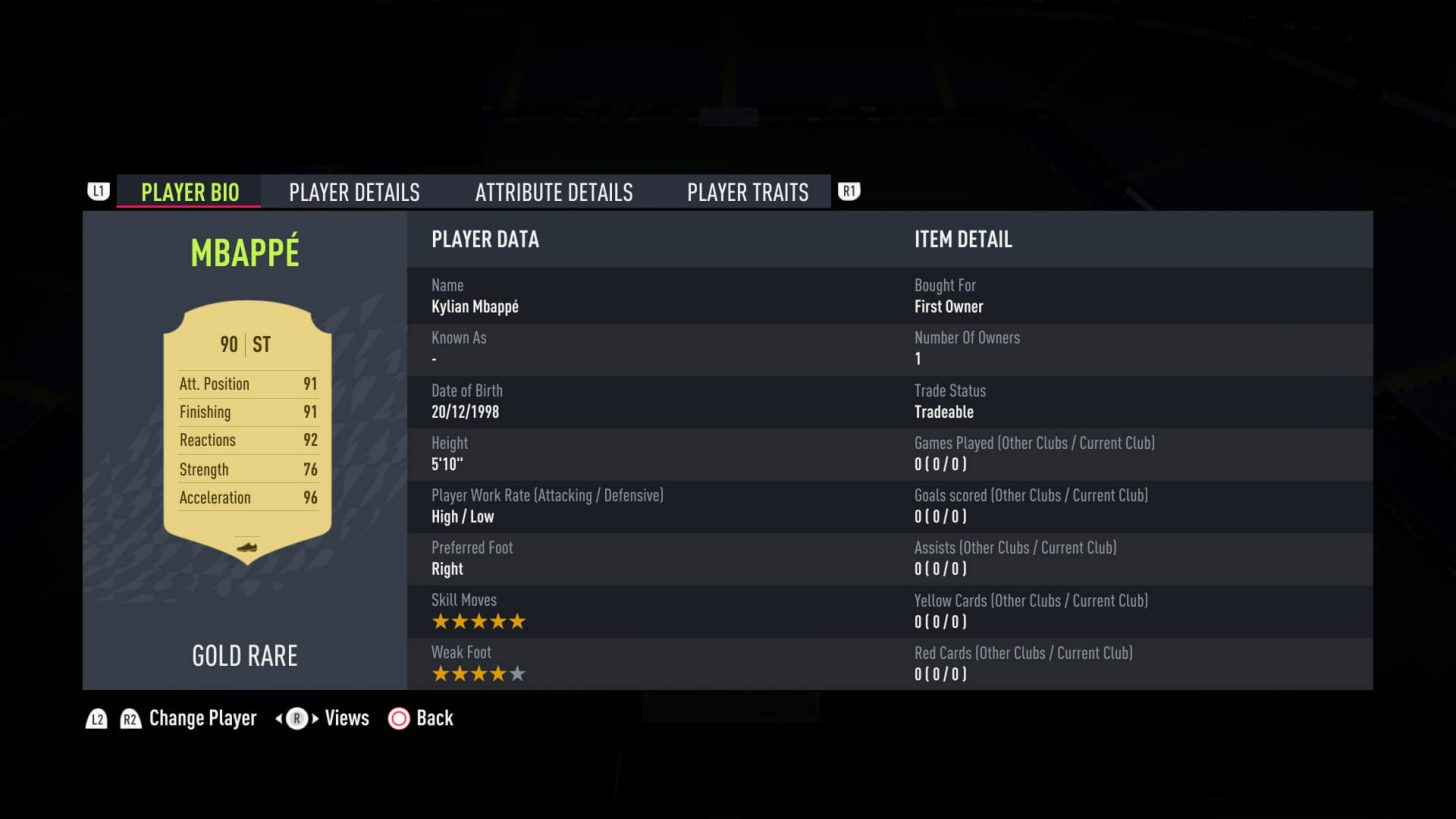 L1 PLAYER BIO PLAYER DETAILS ATTRIBUTE DETAILS PLAYER TRAITS R1
MBAPPÉ
90 ST
Att. Position 91
Finishing 91
Reactions 92
Strength 76
Acceleration 96
GOLD RARE
PLAYER DATA
Name
Kylian Mbappé
Known As
-
Date of Birth
20/12/1998
Height
5'10"
Player Work Rate (Attacking / Defensive)
High / Low
Preferred Foot
Right
Skill Moves
Weak Foot
ITEM DETAIL
Bought For
First Owner
Number Of Owners
1
Trade Status
Tradeable
Games Played (Other Clubs / Current Club)
0 ( 0 / 0 )
Goals scored (Other Clubs / Current Club)
0 ( 0 / 0 )
Assists (Other Clubs / Current Club)
0 ( 0 / 0 )
Yellow Cards (Other Clubs / Current Club)
0 ( 0 / 0 )
Red Cards (Other Clubs / Current Club)
0 ( 0 / 0 )
L2 R2 Change Player R Views Back